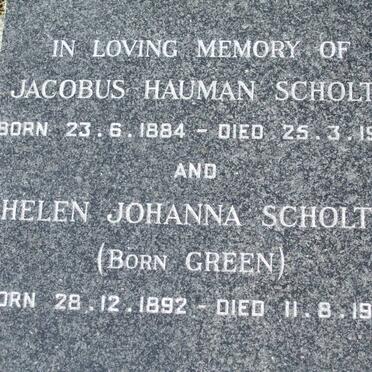 IN LOVING MEMORY OF
JACOBUS HAUMAN SCHOLT
BORN 23.6.1884 - DIED 25.3.19
AND
HELEN JOHANNA SCHOLT
(BORN GREEN)
ORN 28.12.1892 - DIED 11.8.19